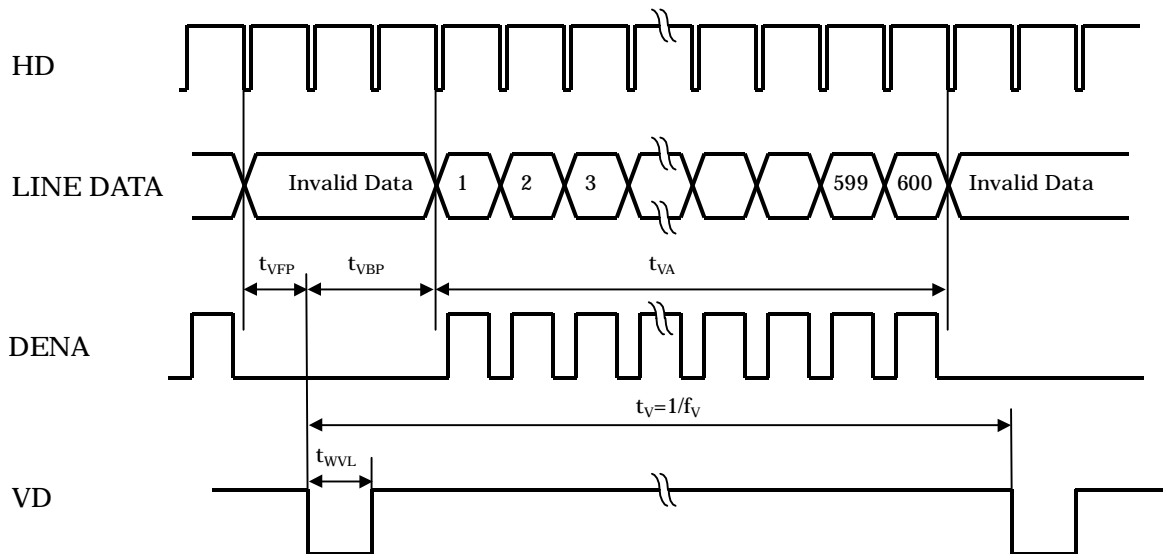 HD
LINE DATA
Invalid Data 1 2 3 599 600 Invalid Data
tVFP tVBP tVA
DENA
tV=1/fV
tWVL
VD